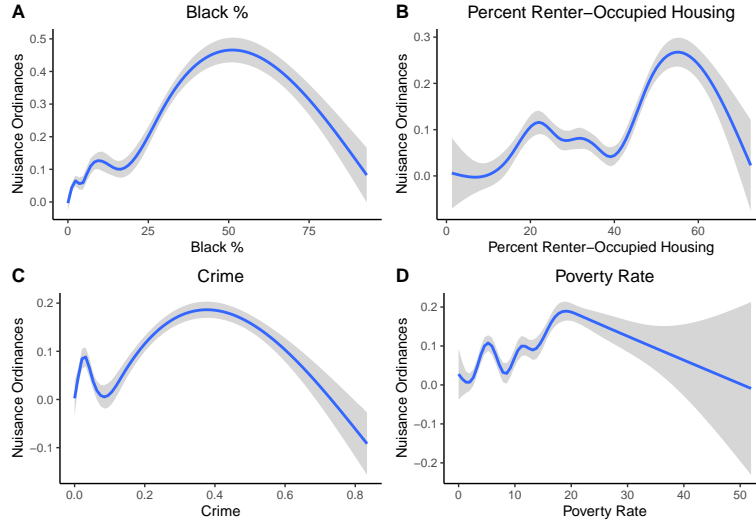 A
Black %
0.5
0.4
0.3
0.2
0.1
0.0
Nuisance Ordinances
0 25 50 75
Black %
B
Percent Renter−Occupied Housing
0.3
0.2
0.1
0.0
Nuisance Ordinances
0 20 40 60
Percent Renter−Occupied Housing
C
Crime
0.2
0.1
0.0
−0.1
Nuisance Ordinances
0.0 0.2 0.4 0.6 0.8
Crime
D
Poverty Rate
0.2
0.1
0.0
−0.1
−0.2
Nuisance Ordinances
0 10 20 30 40 50
Poverty Rate